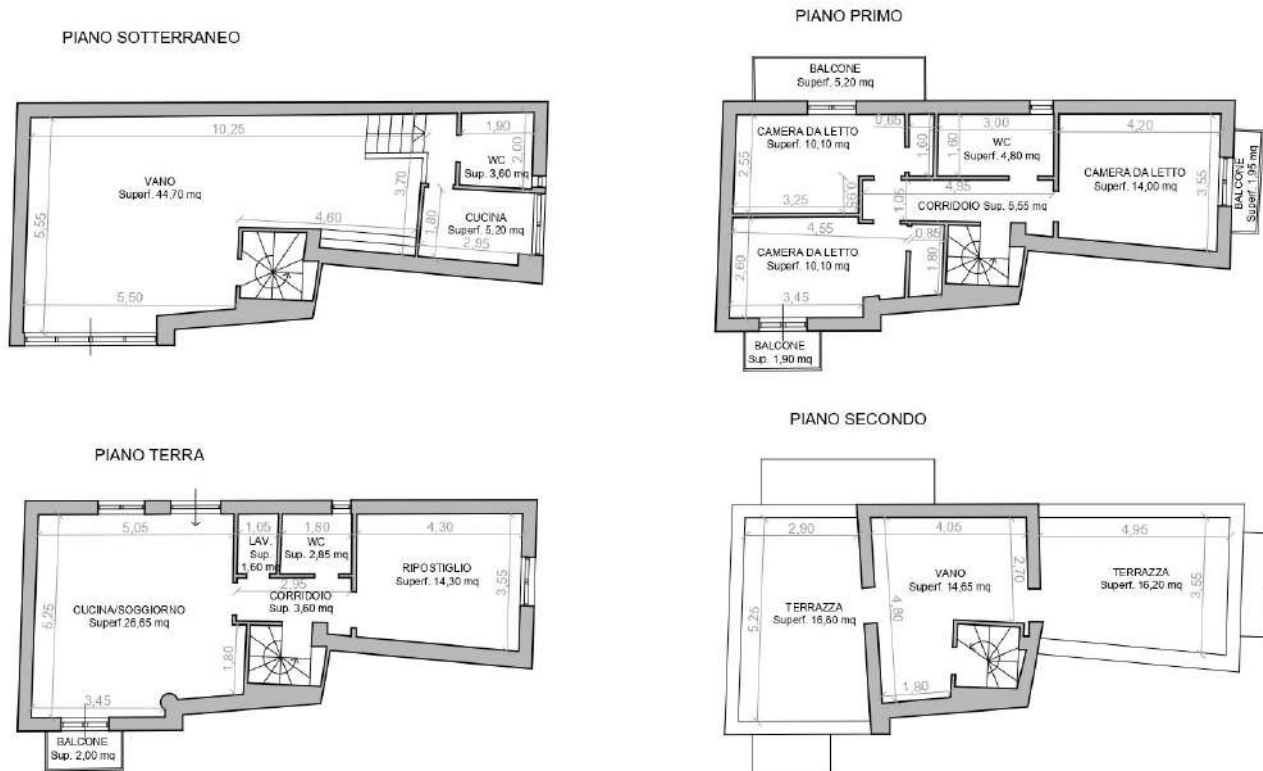 PIANO SOTTERRANEO
10,25
1,90
2,00
WC
Sup. 3,60 mq
VANO
Superf. 44,70 mq
3,70
5,55
4,60
1,80
CUCINA
Superf. 5,20 mq
2,95
5,50
PIANO PRIMO
BALCONE
Superf. 5,20 mq
0,65
3,00
4,20
CAMERA DA LETTO
Superf. 10,10 mq
1,60
1,60
WC
Superf. 4,80 mq
2,55
CAMERA DA LETTO
Superf. 14,00 mq
3,55
BALCONE
Superf. 1,95 mq
4,95
0,95
3,25
1,05
CORRIDOIO Sup. 5,55 mq
4,55
0,85
CAMERA DA LETTO
Superf. 10,10 mq
2,60
1,80
3,45
BALCONE
Sup. 1,90 mq
PIANO TERRA
5,05
1,05
1,80
4,30
LAV.
Sup.
1,60 mq
WC
Sup. 2,85 mq
RIPOSTIGLIO
Superf. 14,30 mq
3,55
2,95
CORRIDOIO
Sup. 3,60 mq
CUCINA/SOGGIORNO
Superf.26,65 mq
5,25
1,80
3,45
BALCONE
Sup. 2,00 mq
PIANO SECONDO
2,90
4,05
4,95
2,70
VANO
Superf. 14,65 mq
TERRAZZA
Superf. 16,20 mq
3,55
TERRAZZA
Superf. 16,60 mq
4,80
5,25
1,80